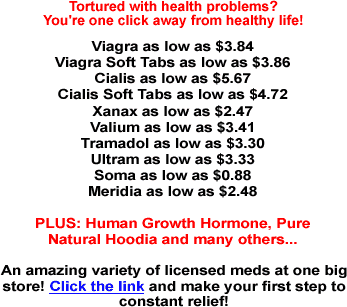 Tortured with health problems?
You're one click away from healthy life!
Viagra as low as $3.84
Viagra Soft Tabs as low as $3.86
Cialis as low as $5.67
Cialis Soft Tabs as low as $4.72
Xanax as low as $2.47
Valium as low as $3.41
Tramadol as low as $3.30
Ultram as low as $3.33
Soma as low as $0.88
Meridia as low as $2.48
PLUS: Human Growth Hormone, Pure
Natural Hoodia and many others...
An amazing variety of licensed meds at one big
store! Click the link and make your first step to
constant relief!